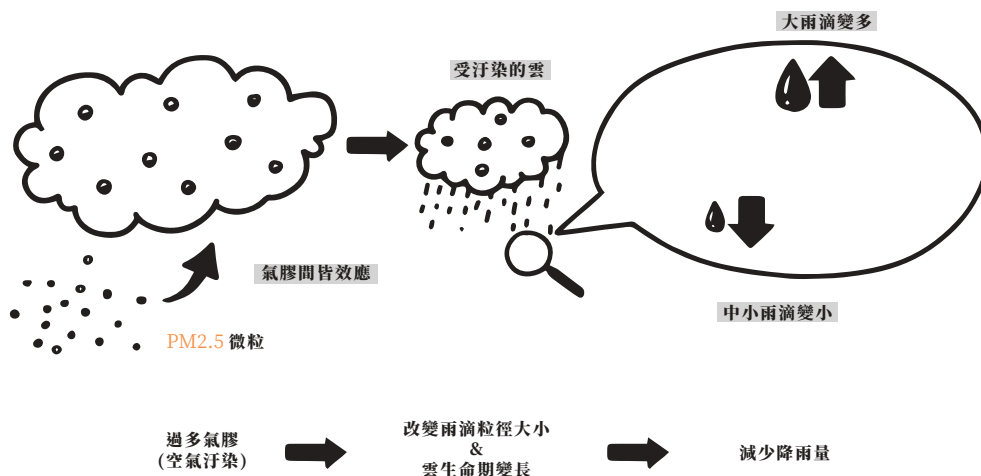 大雨滴變多
受汙染的雲
氣膠間皆效應
PM2.5 微粒
中小雨滴變小
過多氣膠
(空氣汙染)
改變雨滴粒徑大小
&
雲生命期變長
減少降雨量